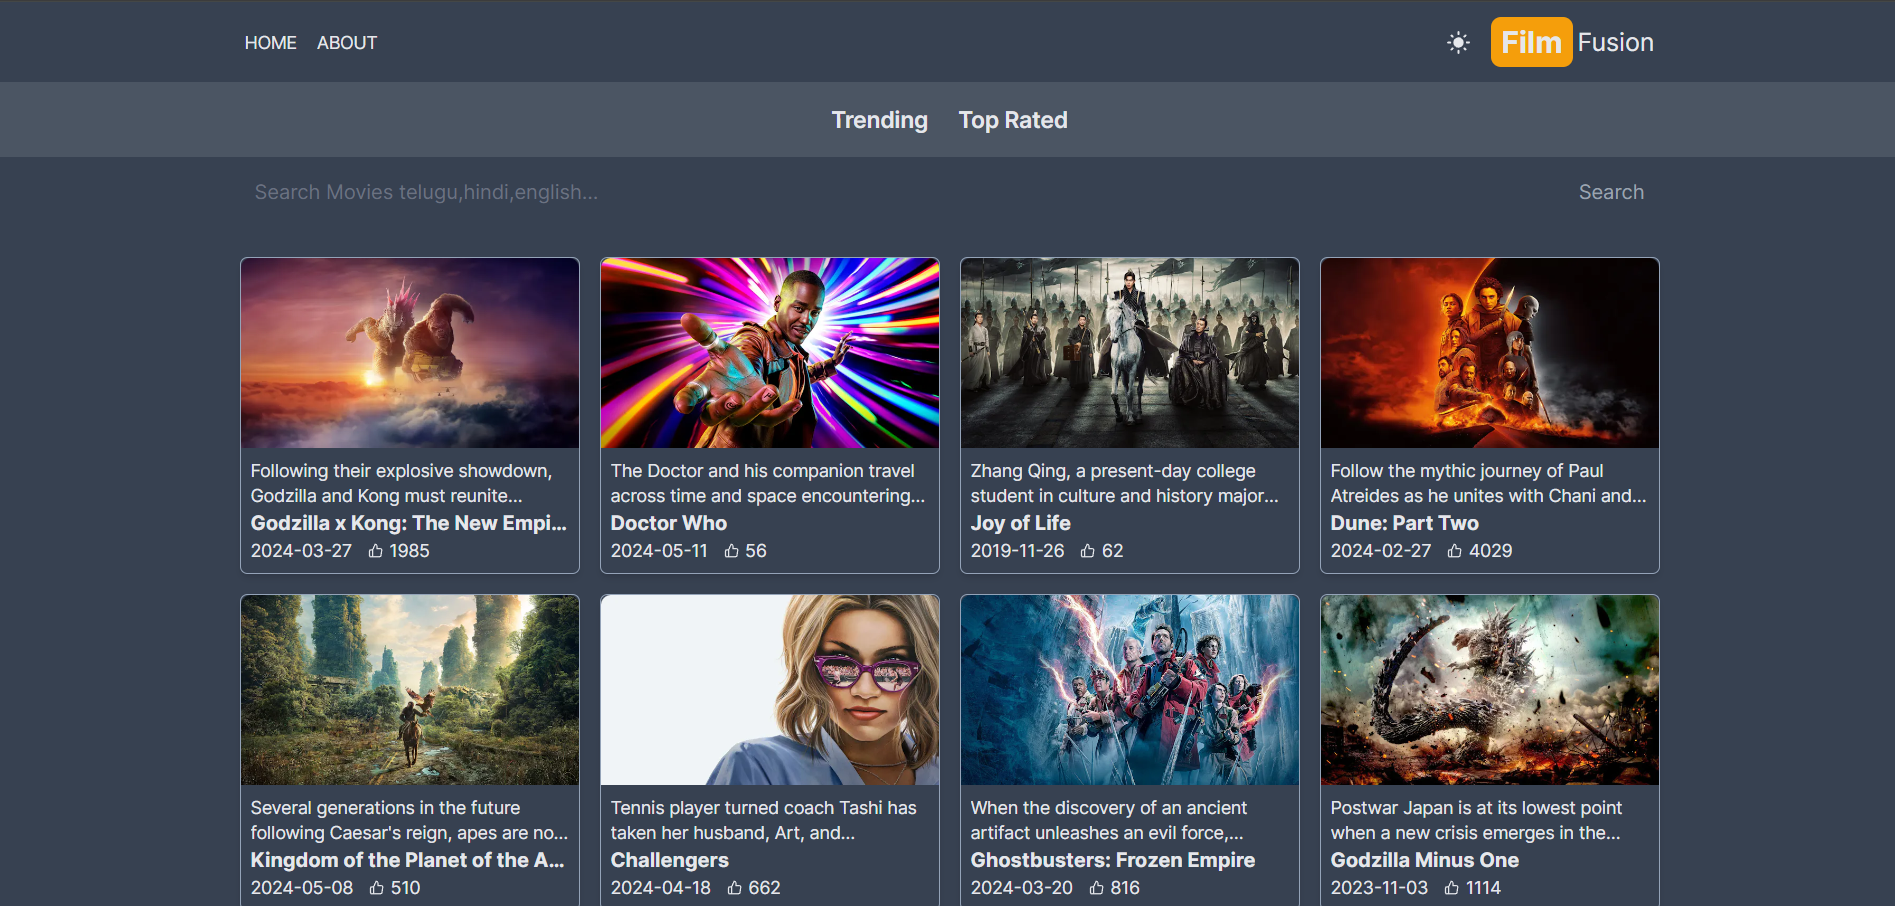 HOME ABOUT Film Fusion
Trending Top Rated
Search Movies telugu,hindi,english... Search
Following their explosive showdown,
Godzilla and Kong must reunite...
Godzilla x Kong: The New Empi...
2024-03-27 1985
The Doctor and his companion travel
across time and space encountering...
Doctor Who
2024-05-11 56
Zhang Qing, a present-day college
student in culture and history major...
Joy of Life
2019-11-26 62
Follow the mythic journey of Paul
Atreides as he unites with Chani and...
Dune: Part Two
2024-02-27 4029
Several generations in the future
following Caesar's reign, apes are no...
Kingdom of the Planet of the A...
2024-05-08 510
Tennis player turned coach Tashi has
taken her husband, Art, and...
Challengers
2024-04-18 662
When the discovery of an ancient
artifact unleashes an evil force,...
Ghostbusters: Frozen Empire
2024-03-20 816
Postwar Japan is at its lowest point
when a new crisis emerges in the...
Godzilla Minus One
2023-11-03 1114